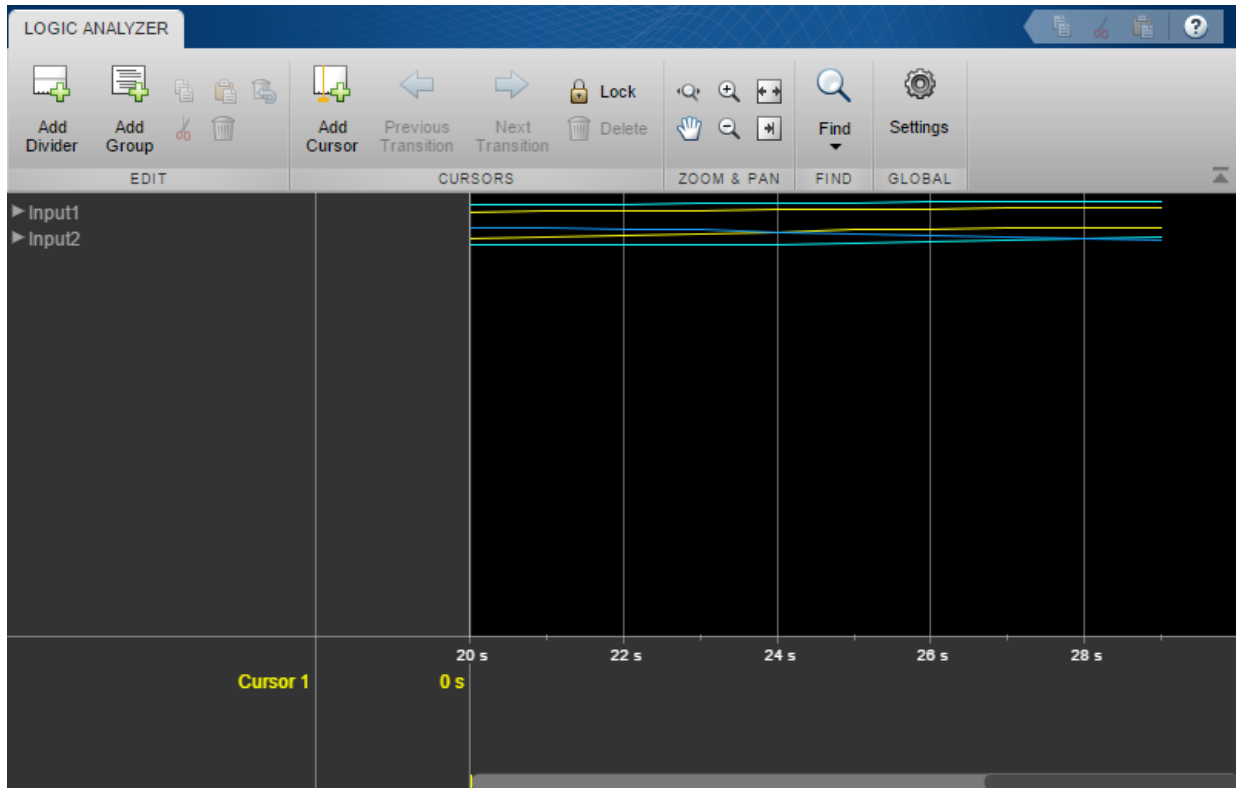 LOGIC ANALYZER
?
Lock
Add Divider
Add Group
Add Cursor
Previous Transition
Next Transition
Delete
Find
Settings
EDIT
CURSORS
ZOOM & PAN
FIND
GLOBAL
Input1
Input2
20 s 22 s 24 s 26 s 28 s
Cursor 1 0 s